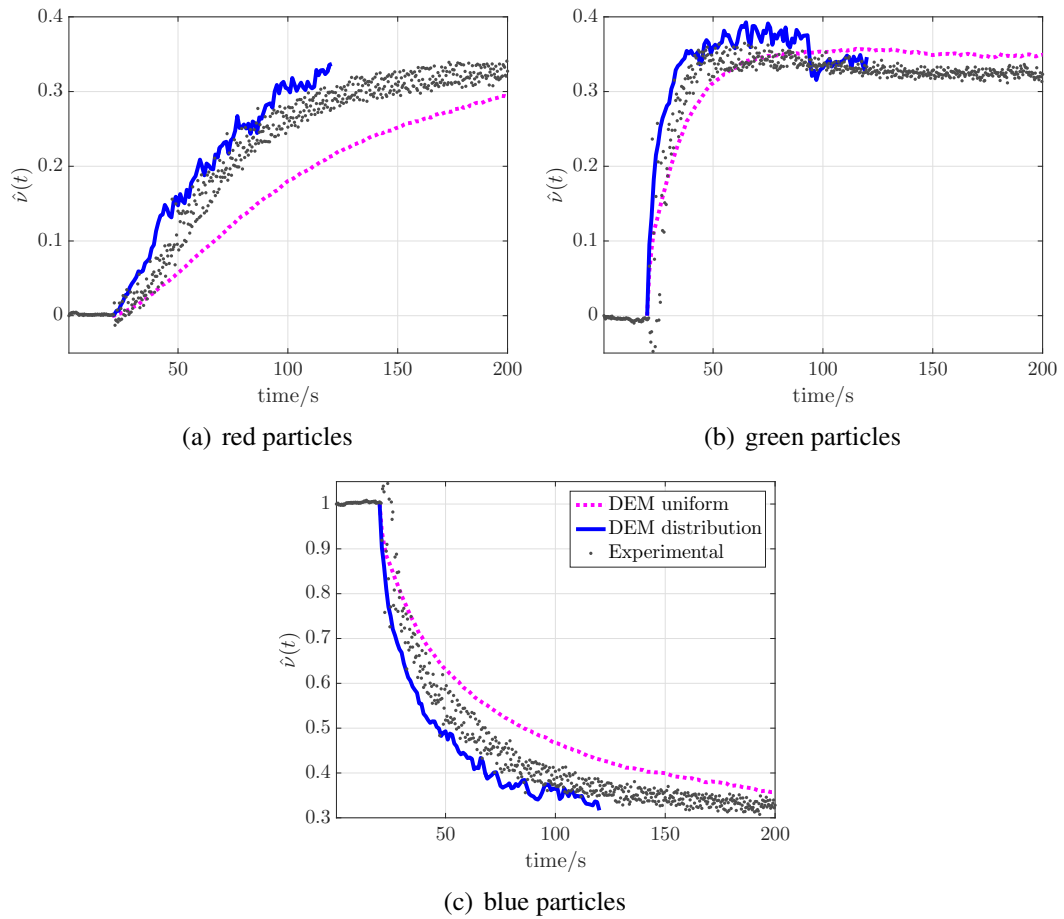 0.4
0.3
0.2
0.1
0
ν̂(t)
50
100
150
200
time/s
(a) red particles
0.4
0.3
0.2
0.1
0
ν̂(t)
50
100
150
200
time/s
(b) green particles
1
0.9
0.8
0.7
0.6
0.5
0.4
0.3
ν̂(t)
DEM uniform
DEM distribution
Experimental
50
100
150
200
time/s
(c) blue particles